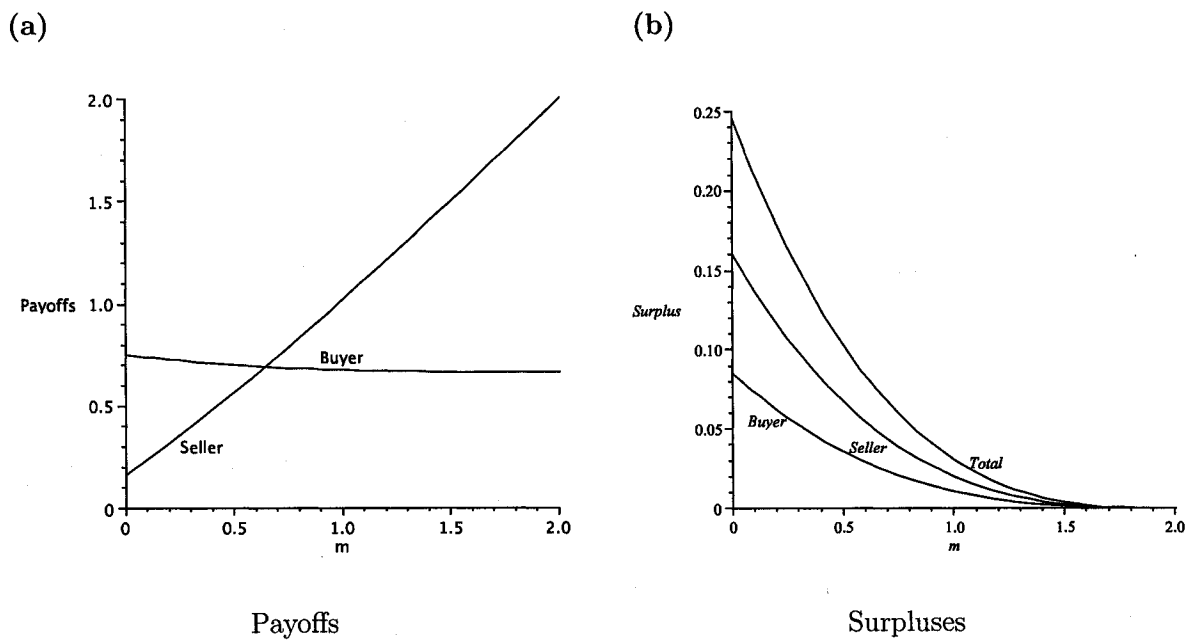 (a)
2.0
1.5
Payoffs 1.0
Buyer
0.5
Seller
0
0 0.5 1.0 1.5 2.0
m
Payoffs
(b)
0.25
0.20
0.15
Surplus
0.10
Buyer
0.05
Seller
Total
0
0 0.5 1.0 1.5 2.0
m
Surpluses